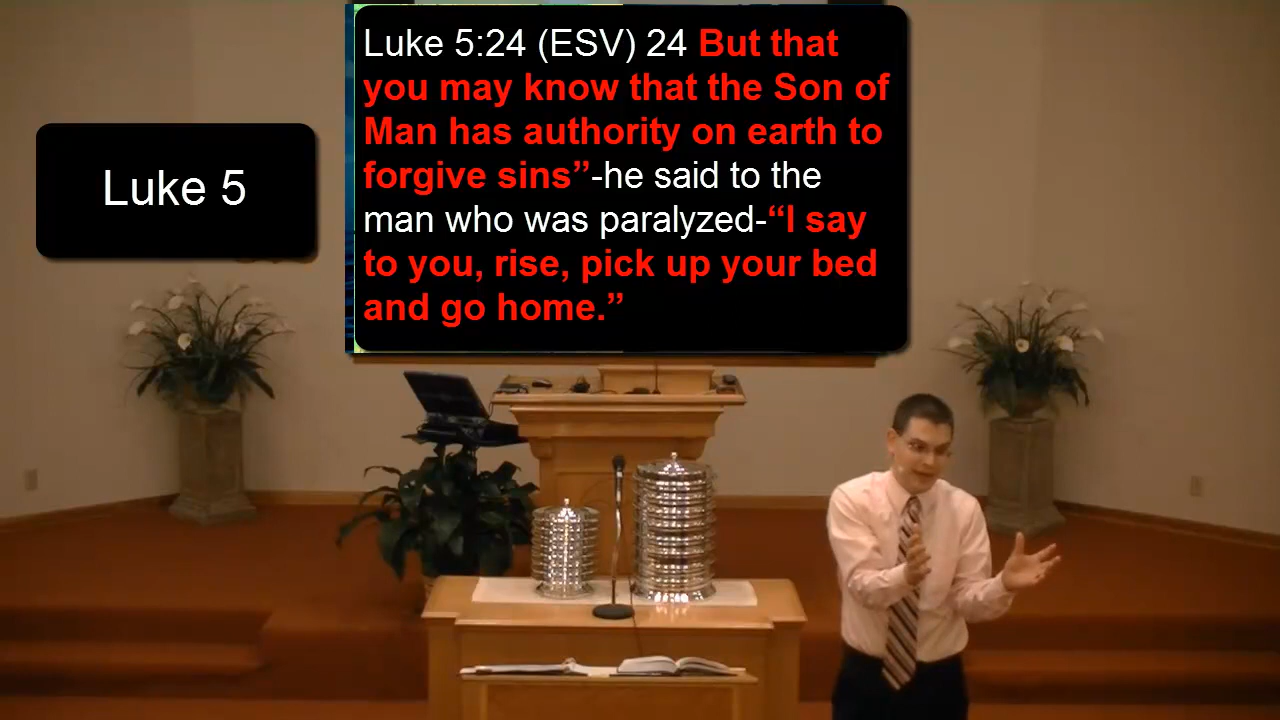 Luke 5
Luke 5:24 (ESV) 24 But that
you may know that the Son of
Man has authority on earth to
forgive sins”-he said to the
man who was paralyzed-“I say
to you, rise, pick up your bed
and go home.”